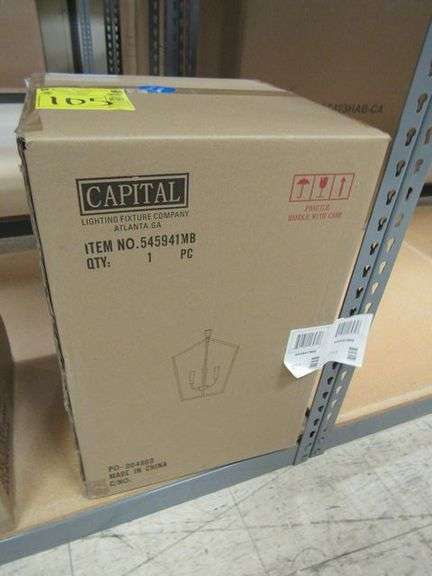 105
CAPITAL
LIGHTING FIXTURE COMPANY
ATLANTA.GA
ITEM NO.545941MB
QTY: 1 PC
FRAGILE
HANDLE WITH CARE
MADE IN CHINA
C/NO.